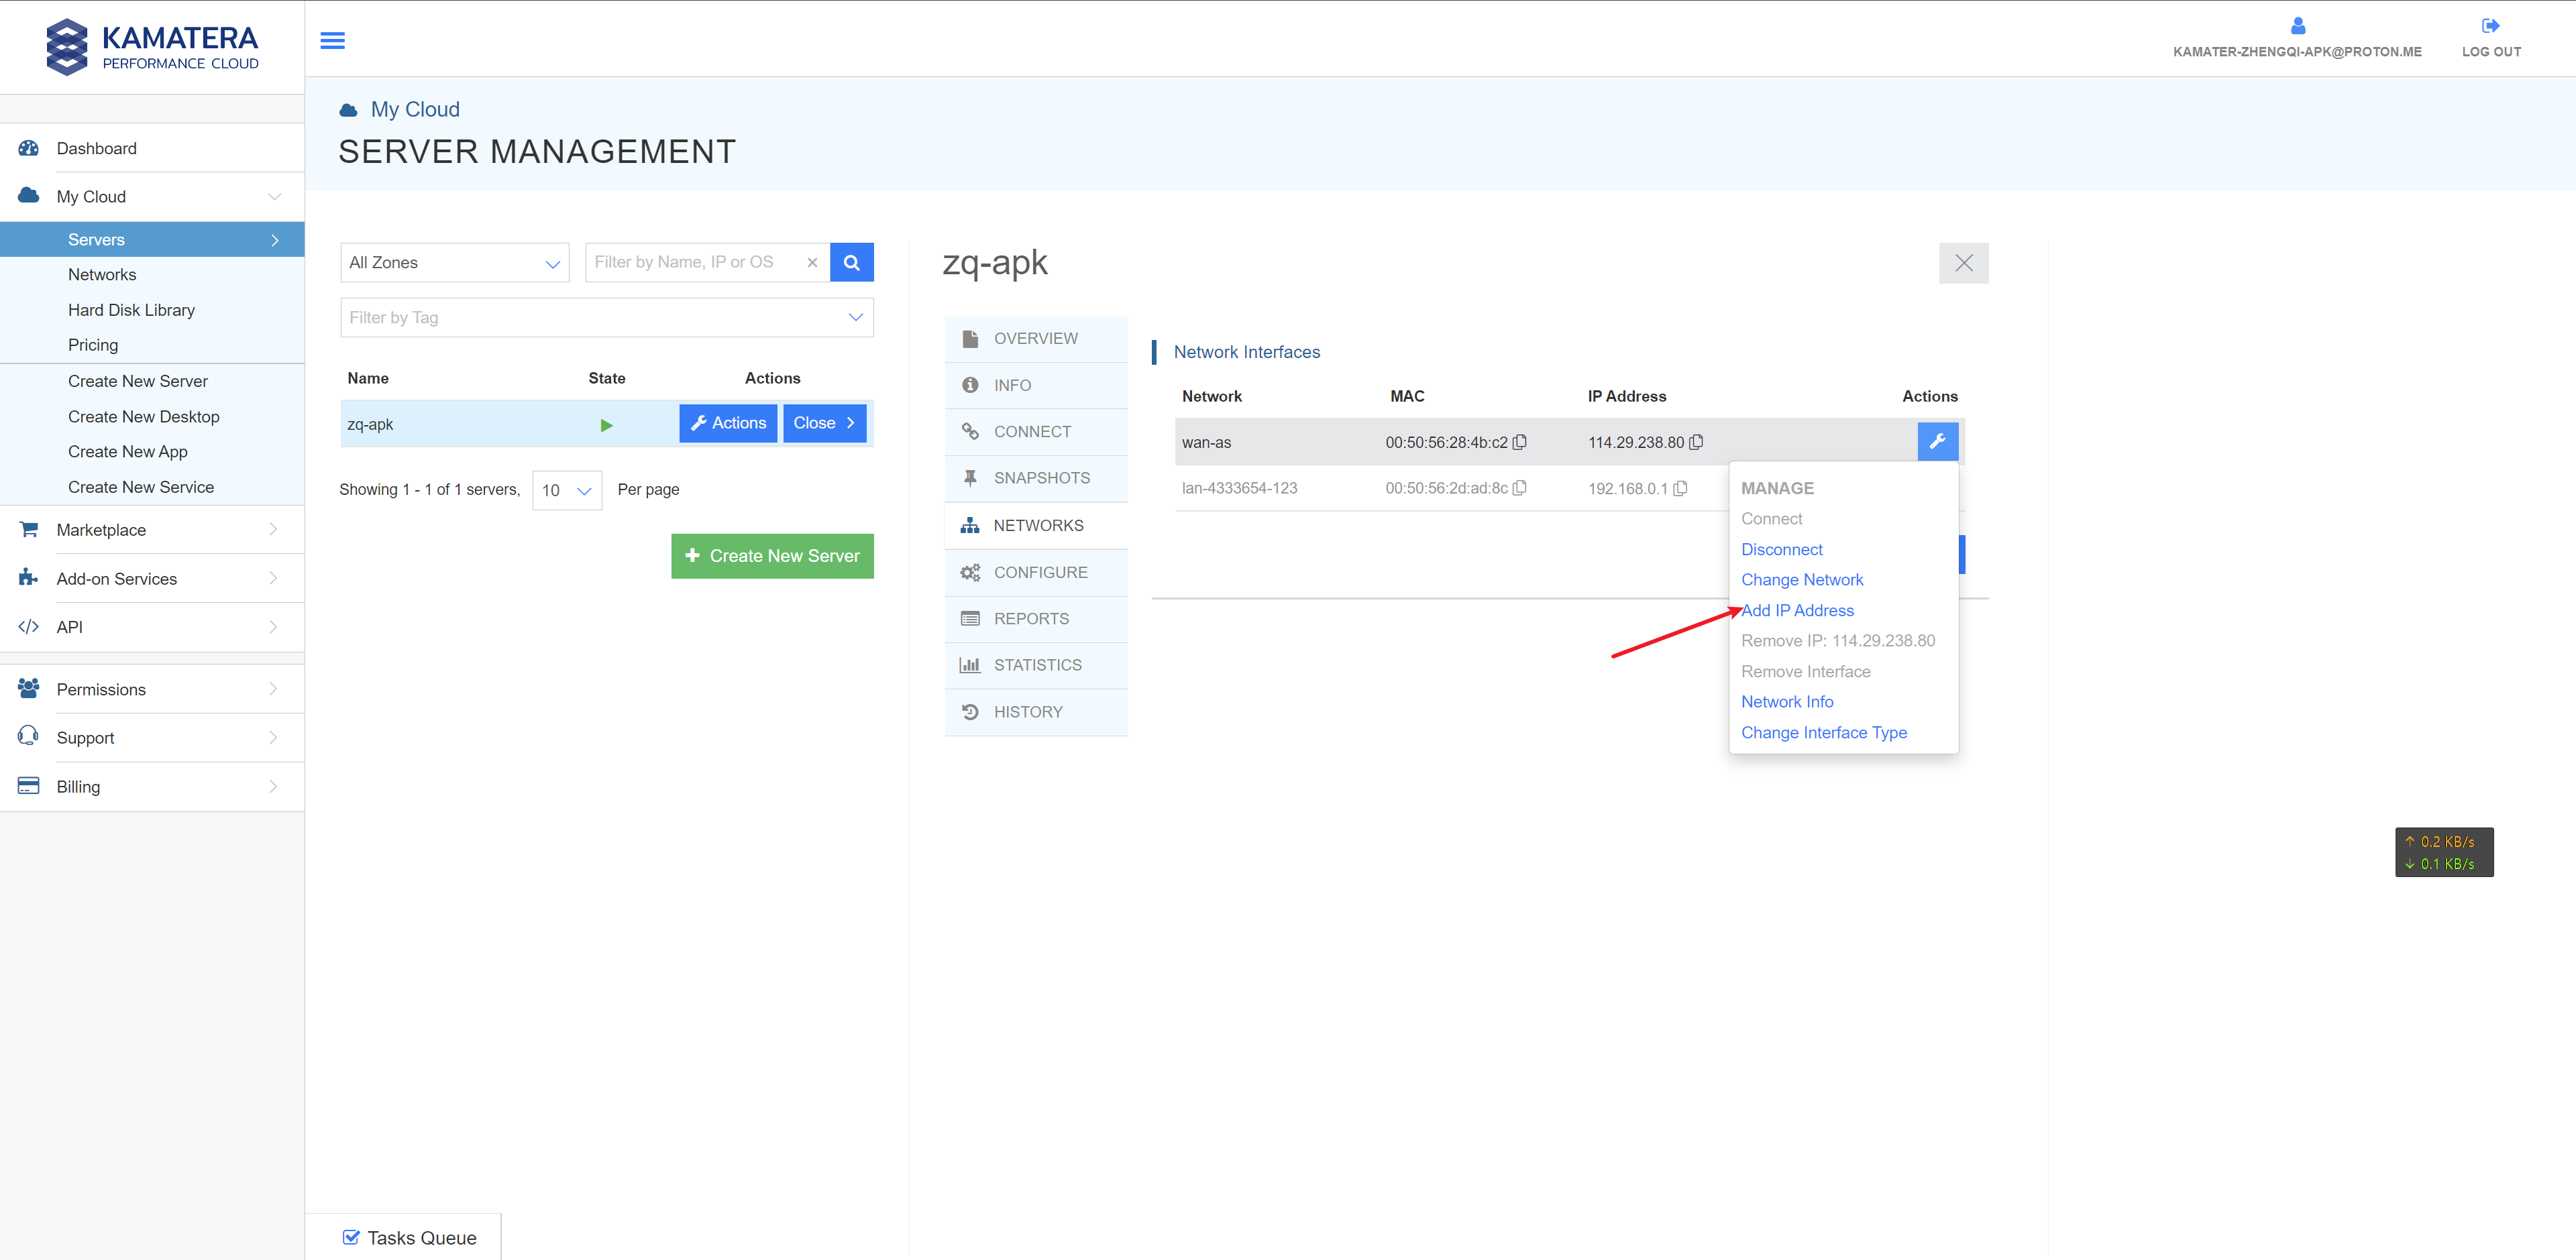 KAMATERA
PERFORMANCE CLOUD
KAMATER-ZHENGQI-APK@PROTON.ME
LOG OUT
My Cloud
SERVER MANAGEMENT
Dashboard
My Cloud
Servers
Networks
Hard Disk Library
Pricing
Create New Server
Create New Desktop
Create New App
Create New Service
Marketplace
Add-on Services
API
Permissions
Support
Billing
All Zones
Filter by Name, IP or OS
Filter by Tag
Name State Actions
zq-apk Actions Close
Showing 1 - 1 of 1 servers, 10 Per page
Create New Server
zq-apk
OVERVIEW
INFO
CONNECT
SNAPSHOTS
NETWORKS
CONFIGURE
REPORTS
STATISTICS
HISTORY
Network Interfaces
Network MAC IP Address Actions
wan-as 00:50:56:28:4b:c2 114.29.238.80
lan-4333654-123 00:50:56:2d:ad:8c 192.168.0.1
MANAGE
Connect
Disconnect
Change Network
Add IP Address
Remove IP: 114.29.238.80
Remove Interface
Network Info
Change Interface Type
↑ 0.2 KB/s
↓ 0.1 KB/s
Tasks Queue